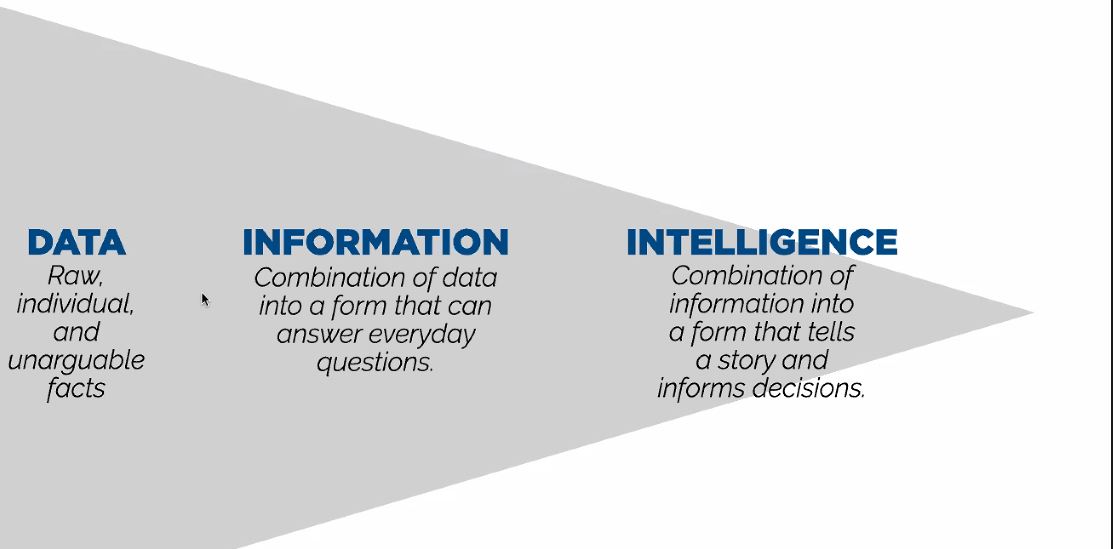 DATA
Raw,
individual,
and
unarguable
facts
INFORMATION
Combination of data
into a form that can
answer everyday
questions.
INTELLIGENCE
Combination of
information into
a form that tells
a story and
informs decisions.